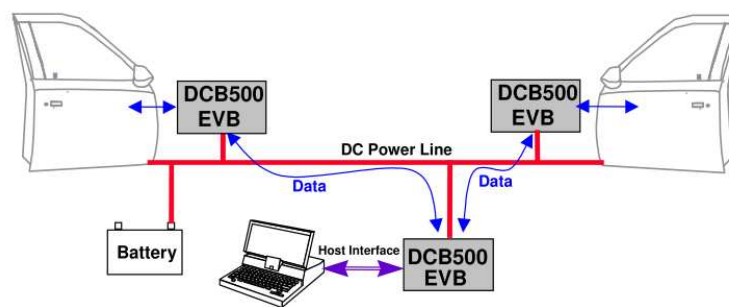 DCB500
EVB
DCB500
EVB
DC Power Line
Data
Data
Battery
Host Interface
DCB500
EVB